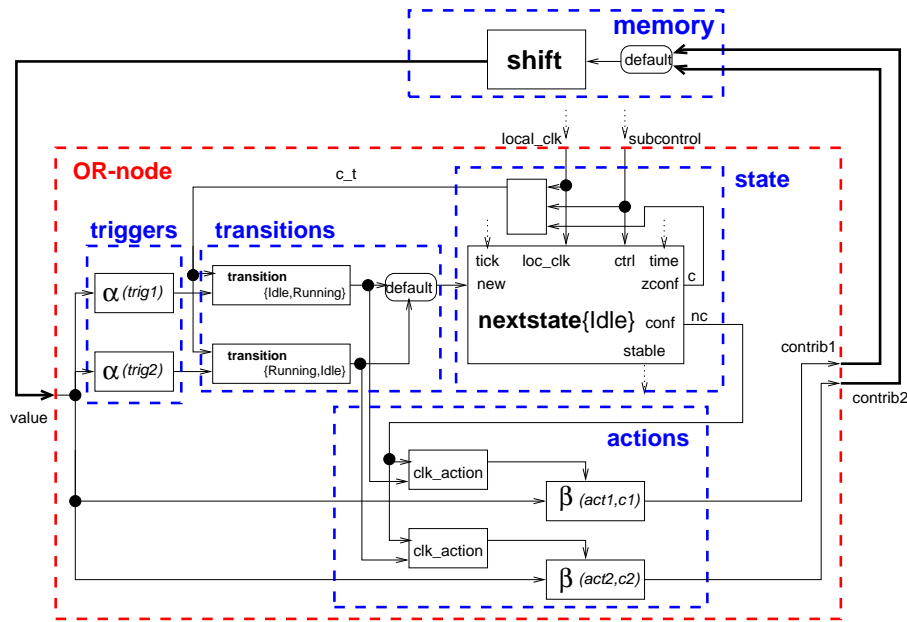 memory
shift
default
local_clk
subcontrol
OR-node
c_t
state
triggers
transitions
tick
loc_clk
ctrl
time
new
zconf
c
α(trig1)
transition
{Idle,Running}
default
nextstate{Idle}
conf
nc
stable
α(trig2)
transition
{Running,Idle}
contrib1
value
contrib2
actions
clk_action
β (act1,c1)
clk_action
β (act2,c2)